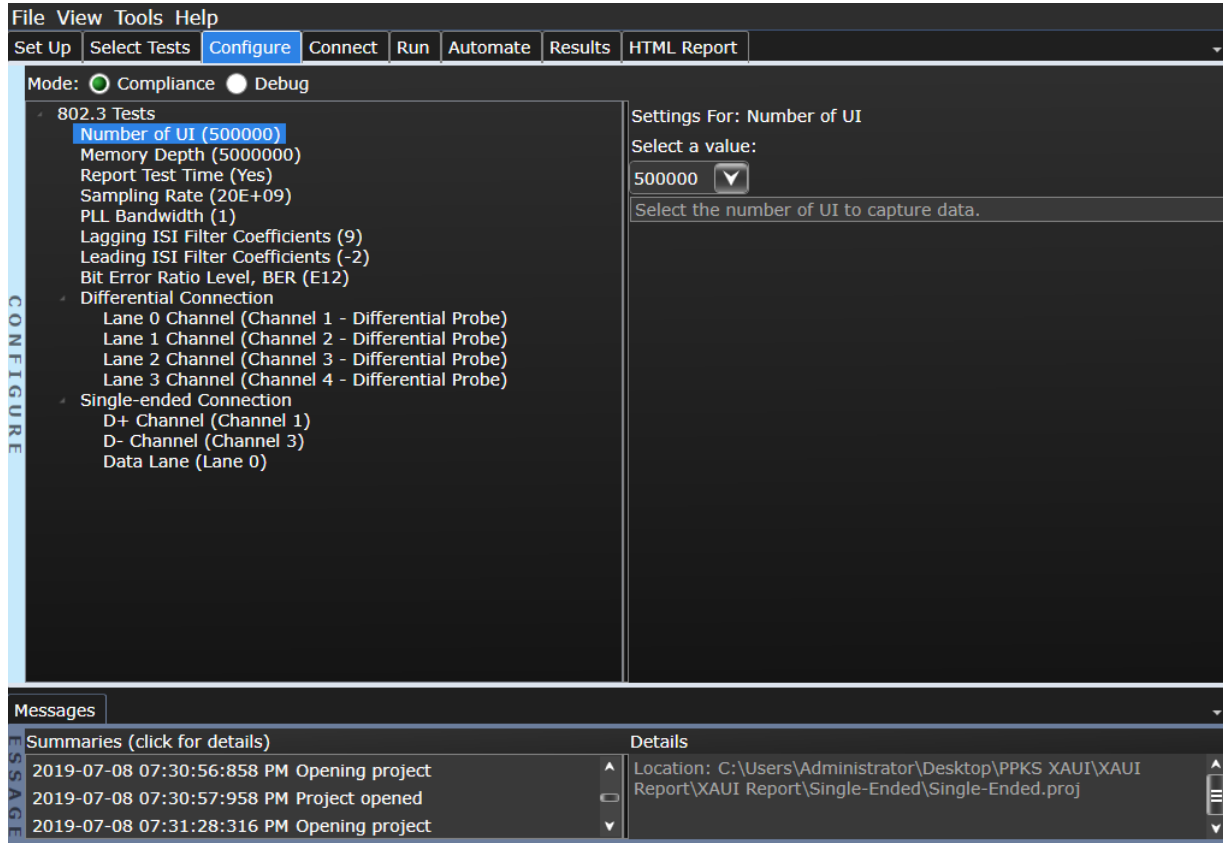 File View Tools Help
Set Up Select Tests Configure Connect Run Automate Results HTML Report
Mode: Compliance Debug
802.3 Tests
Number of UI (500000)
Memory Depth (5000000)
Report Test Time (Yes)
Sampling Rate (20E+09)
PLL Bandwidth (1)
Lagging ISI Filter Coefficients (9)
Leading ISI Filter Coefficients (-2)
Bit Error Ratio Level, BER (E12)
Differential Connection
Lane 0 Channel (Channel 1 - Differential Probe)
Lane 1 Channel (Channel 2 - Differential Probe)
Lane 2 Channel (Channel 3 - Differential Probe)
Lane 3 Channel (Channel 4 - Differential Probe)
Single-ended Connection
D+ Channel (Channel 1)
D- Channel (Channel 3)
Data Lane (Lane 0)
CONFIGURE
Settings For: Number of UI
Select a value:
500000
Select the number of UI to capture data.
Messages
ESSAGE
Summaries (click for details)
2019-07-08 07:30:56:858 PM Opening project
2019-07-08 07:30:57:958 PM Project opened
2019-07-08 07:31:28:316 PM Opening project
Details
Location: C:\Users\Administrator\Desktop\PPKS XAUI\XAUI
Report\XAUI Report\Single-Ended\Single-Ended.proj